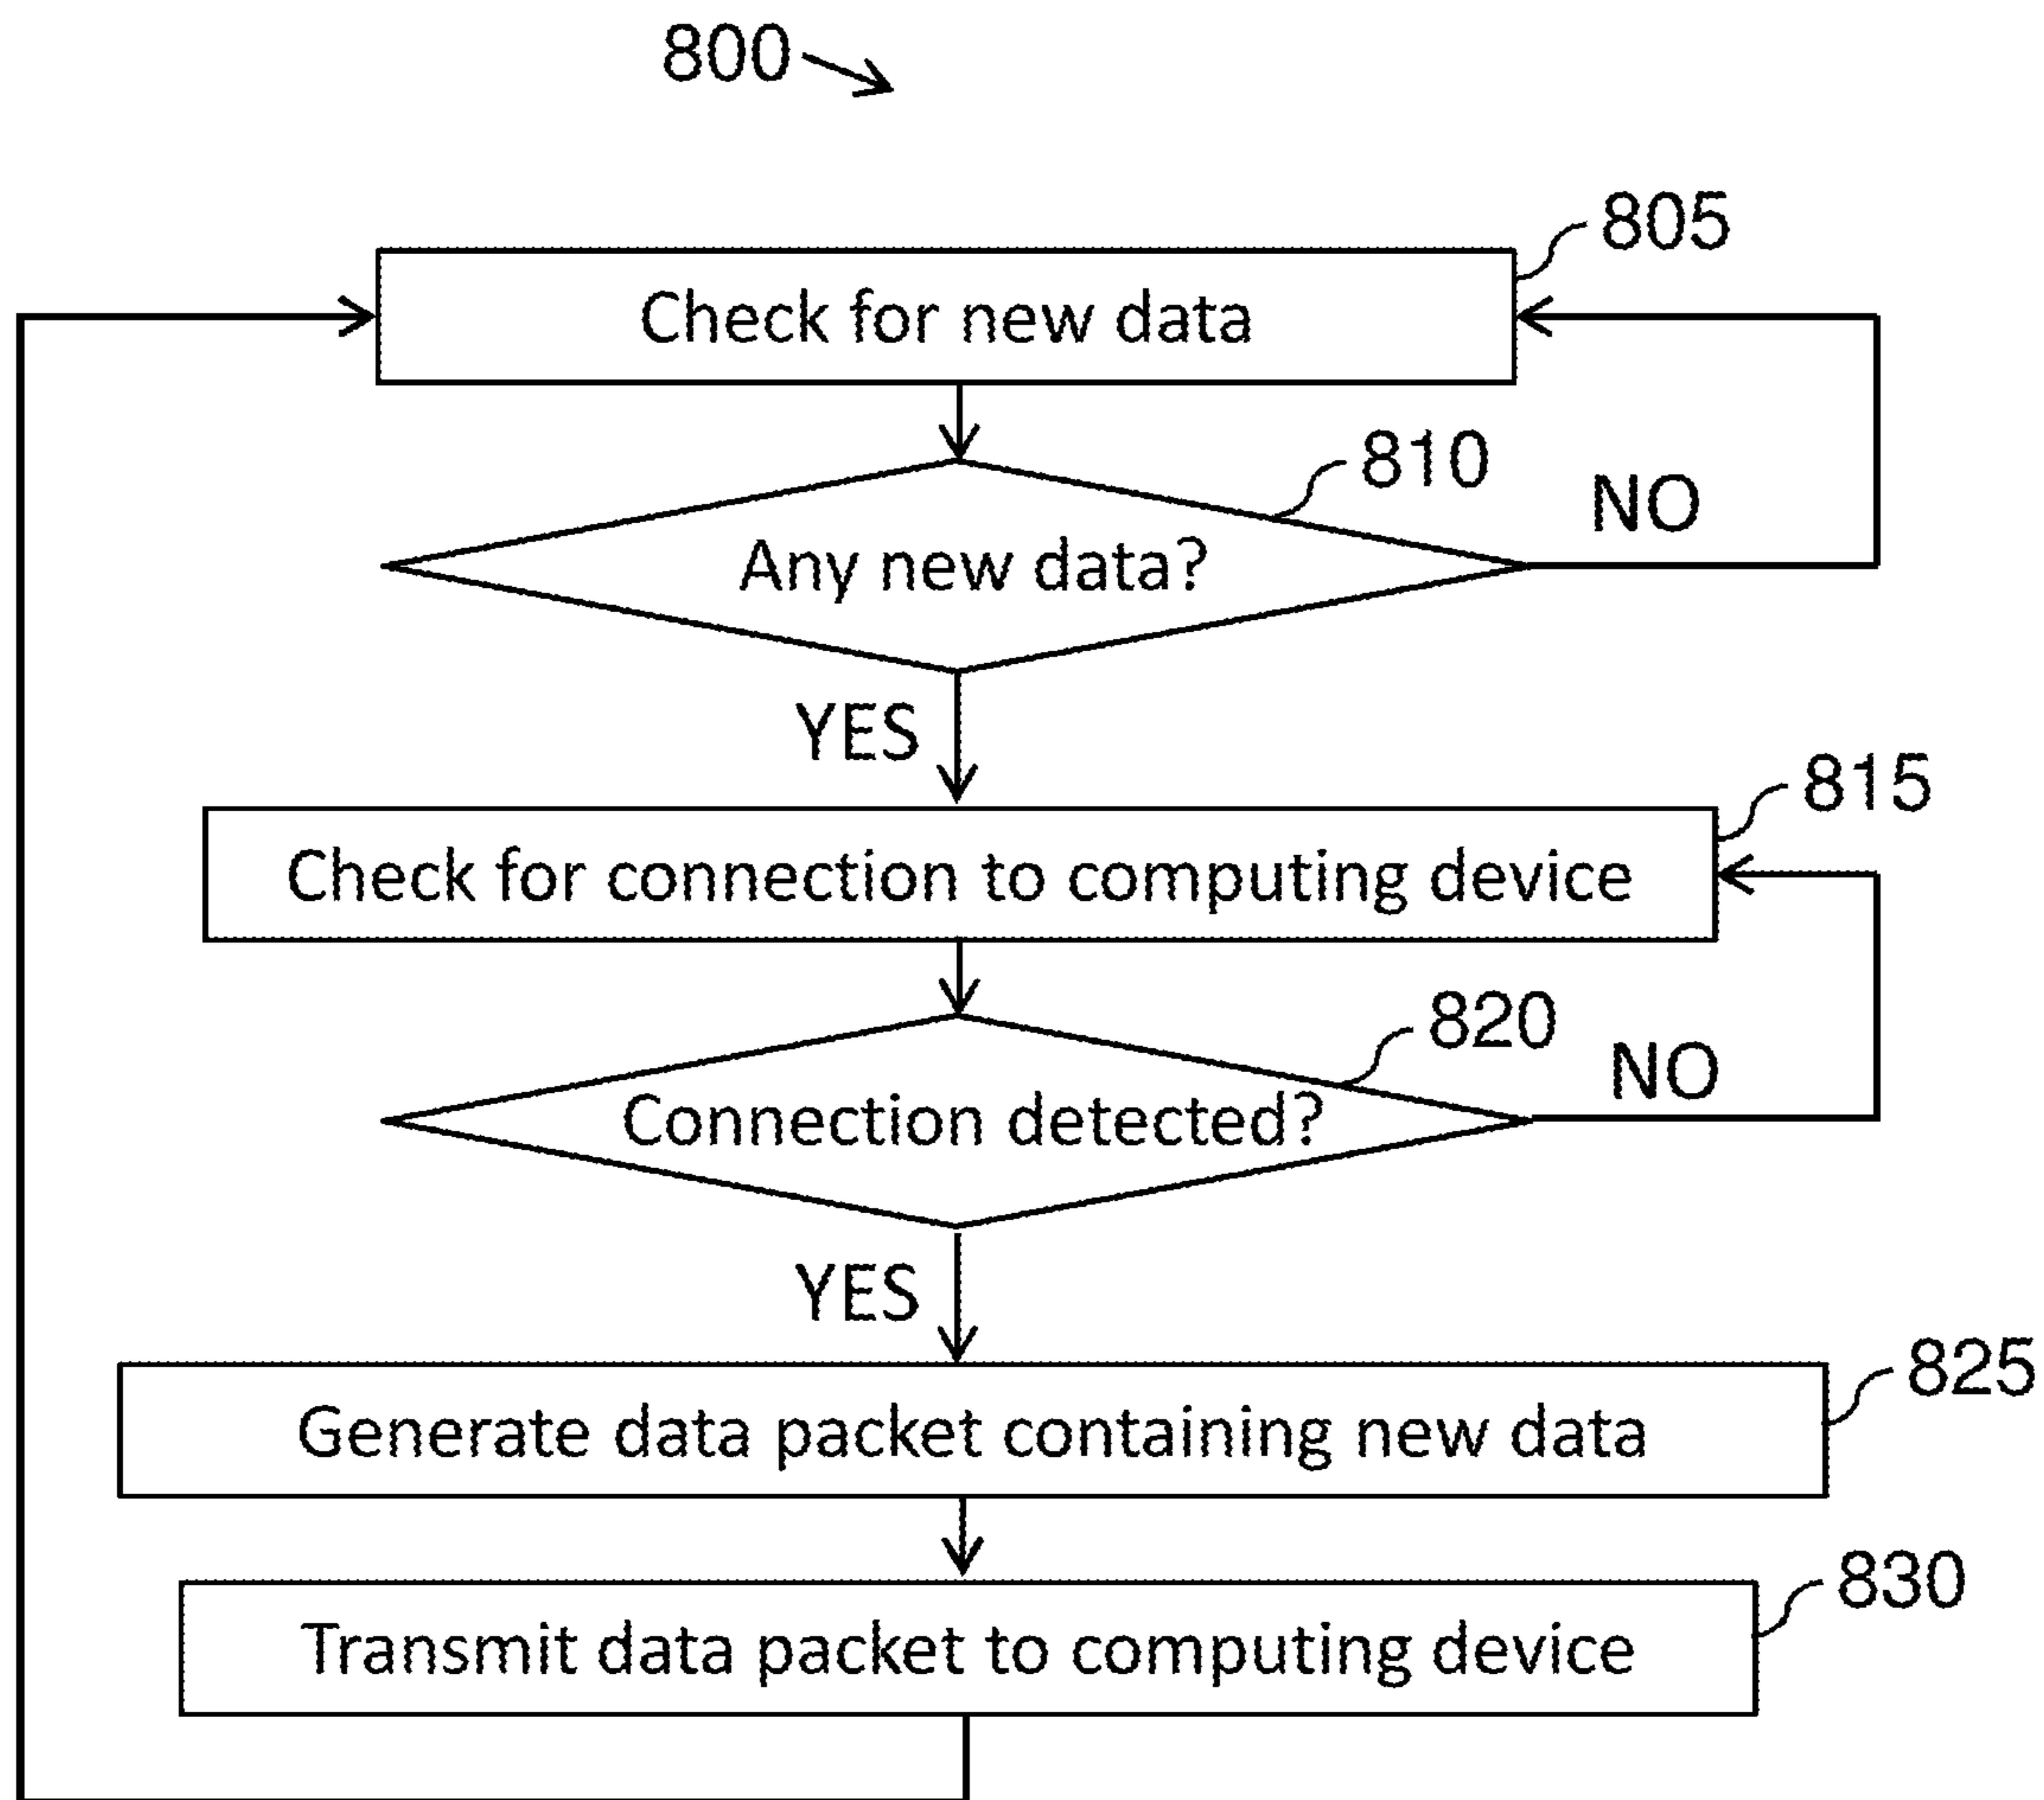 800
805
Check for new data
810
NO
Any new data?
YES
815
Check for connection to computing device
820
NO
Connection detected?
YES
825
Generate data packet containing new data
830
Transmit data packet to computing device